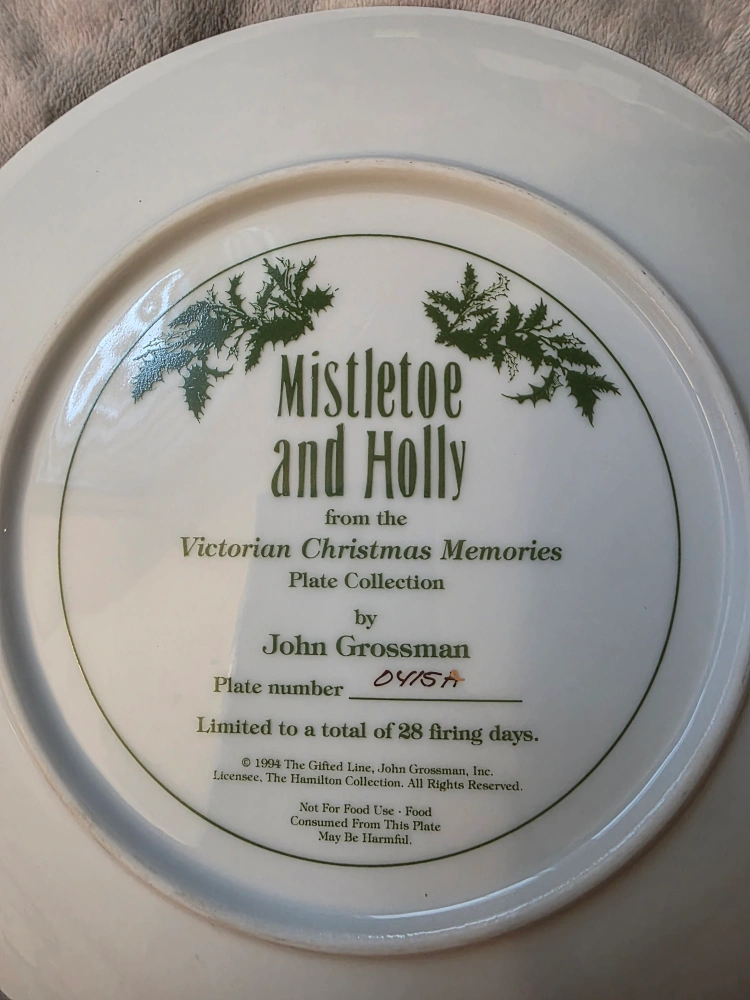 Mistletoe
and Holly
from the
Victorian Christmas Memories
Plate Collection
by
John Grossman
Plate number 0415A
Limited to a total of 28 firing days.
© 1994 The Gifted Line, John Grossman, Inc.
Licensee, The Hamilton Collection. All Rights Reserved.
Not For Food Use · Food
Consumed From This Plate
May Be Harmful.